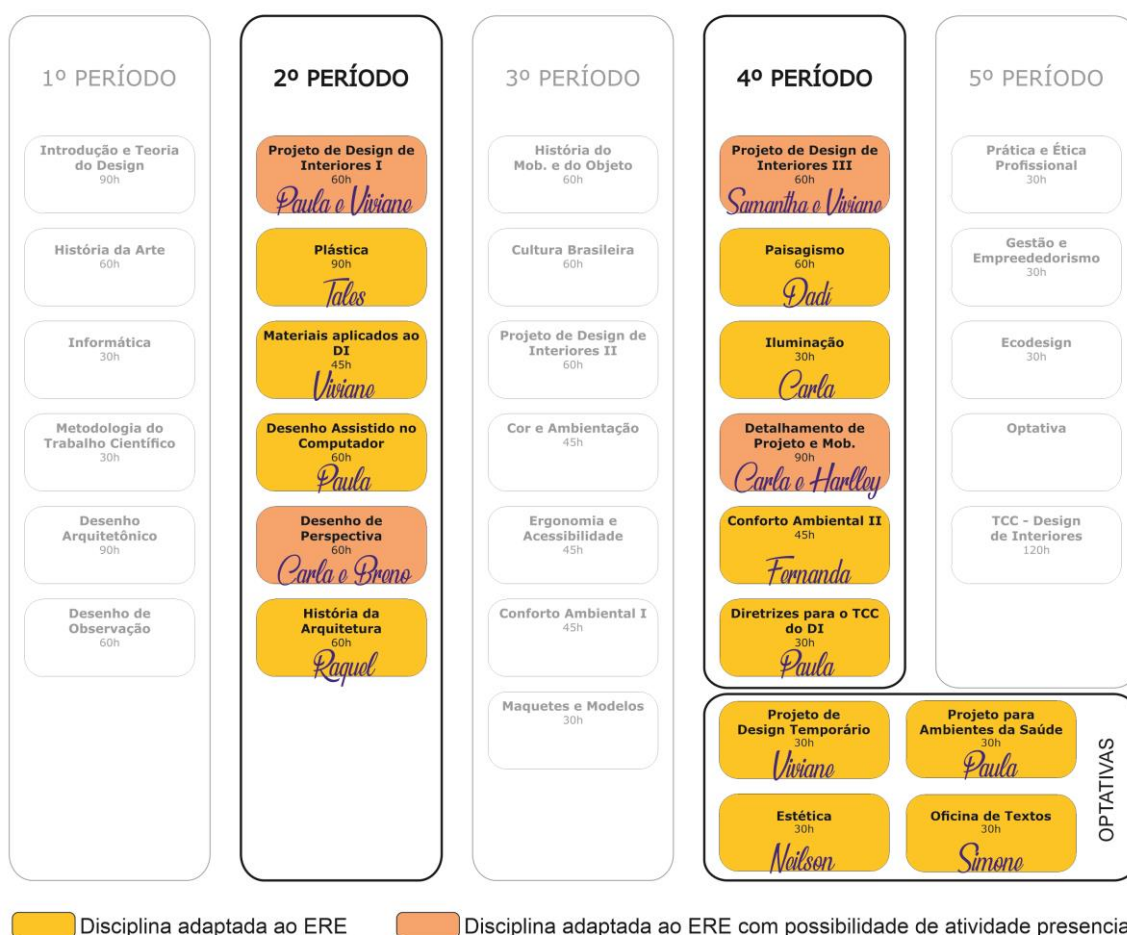 1º PERÍODO
Introdução e Teoria
do Design
90h
História da Arte
60h
Informática
30h
Metodologia do
Trabalho Científico
30h
Desenho
Arquitetônico
90h
Desenho de
Observação
60h
2º PERÍODO
Projeto de Design de
Interiores I
60h
Paula e Viviane
Plástica
90h
Tales
Materiais aplicados ao
DI
45h
Viviane
Desenho Assistido no
Computador
60h
Paula
Desenho de
Perspectiva
60h
Carla e Breno
História da
Arquitetura
60h
Raquel
3º PERÍODO
História do
Mob. e do Objeto
60h
Cultura Brasileira
60h
Projeto de Design de
Interiores II
60h
Cor e Ambientação
45h
Ergonomia e
Acessibilidade
45h
Conforto Ambiental I
45h
Maquetes e Modelos
30h
4º PERÍODO
Projeto de Design de
Interiores III
60h
Samantha e Viviane
Paisagismo
60h
Dadí
Iluminação
30h
Carla
Detalhamento de
Projeto e Mob.
90h
Carla e Harlley
Conforto Ambiental II
45h
Fernanda
Diretrizes para o TCC
do DI
30h
Paula
5º PERÍODO
Prática e Ética
Profissional
30h
Gestão e
Empreededorismo
30h
Ecodesign
30h
Optativa
TCC - Design
de Interiores
120h
Projeto de
Design Temporário
30h
Viviane
Projeto para
Ambientes da Saúde
30h
Paula
Estética
30h
Neilson
Oficina de Textos
30h
Simone
OPTATIVAS
Disciplina adaptada ao ERE
Disciplina adaptada ao ERE com possibilidade de atividade presencia